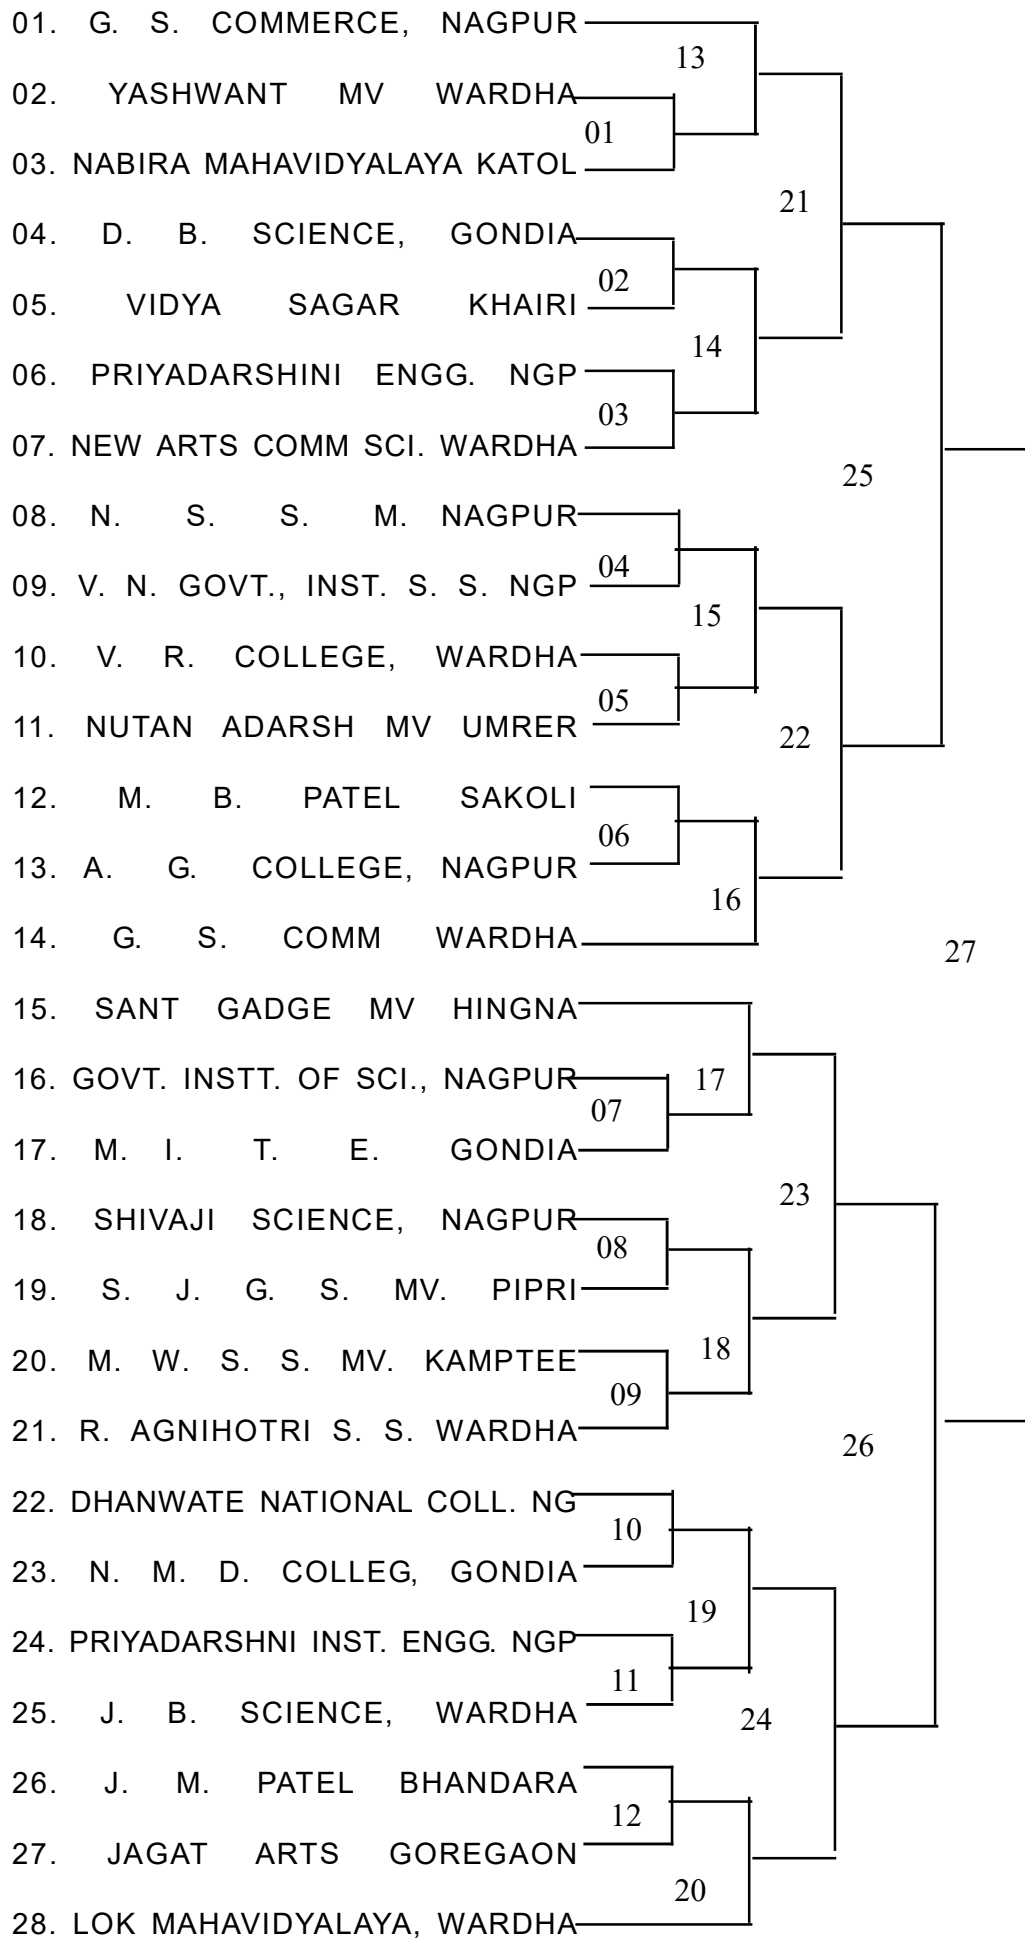 01. G. S. COMMERCE, NAGPUR
13
02. YASHWANT MV WARDHA
01
03. NABIRA MAHAVIDYALAYA KATOL
21
04. D. B. SCIENCE, GONDIA
02
05. VIDYA SAGAR KHAIRI
14
06. PRIYADARSHINI ENGG. NGP
03
07. NEW ARTS COMM SCI. WARDHA
25
08. N. S. S. M. NAGPUR
04
09. V. N. GOVT., INST. S. S. NGP
15
10. V. R. COLLEGE, WARDHA
05
11. NUTAN ADARSH MV UMRER
22
12. M. B. PATEL SAKOLI
06
13. A. G. COLLEGE, NAGPUR
16
14. G. S. COMM WARDHA
27
15. SANT GADGE MV HINGNA
16. GOVT. INSTT. OF SCI., NAGPUR
17
07
17. M. I. T. E. GONDIA
23
18. SHIVAJI SCIENCE, NAGPUR
08
19. S. J. G. S. MV. PIPRI
18
20. M. W. S. S. MV. KAMPTEE
09
21. R. AGNIHOTRI S. S. WARDHA
26
22. DHANWATE NATIONAL COLL. NG
10
23. N. M. D. COLLEG, GONDIA
19
24. PRIYADARSHNI INST. ENGG. NGP
11
25. J. B. SCIENCE, WARDHA
24
26. J. M. PATEL BHANDARA
12
27. JAGAT ARTS GOREGAON
20
28. LOK MAHAVIDYALAYA, WARDHA